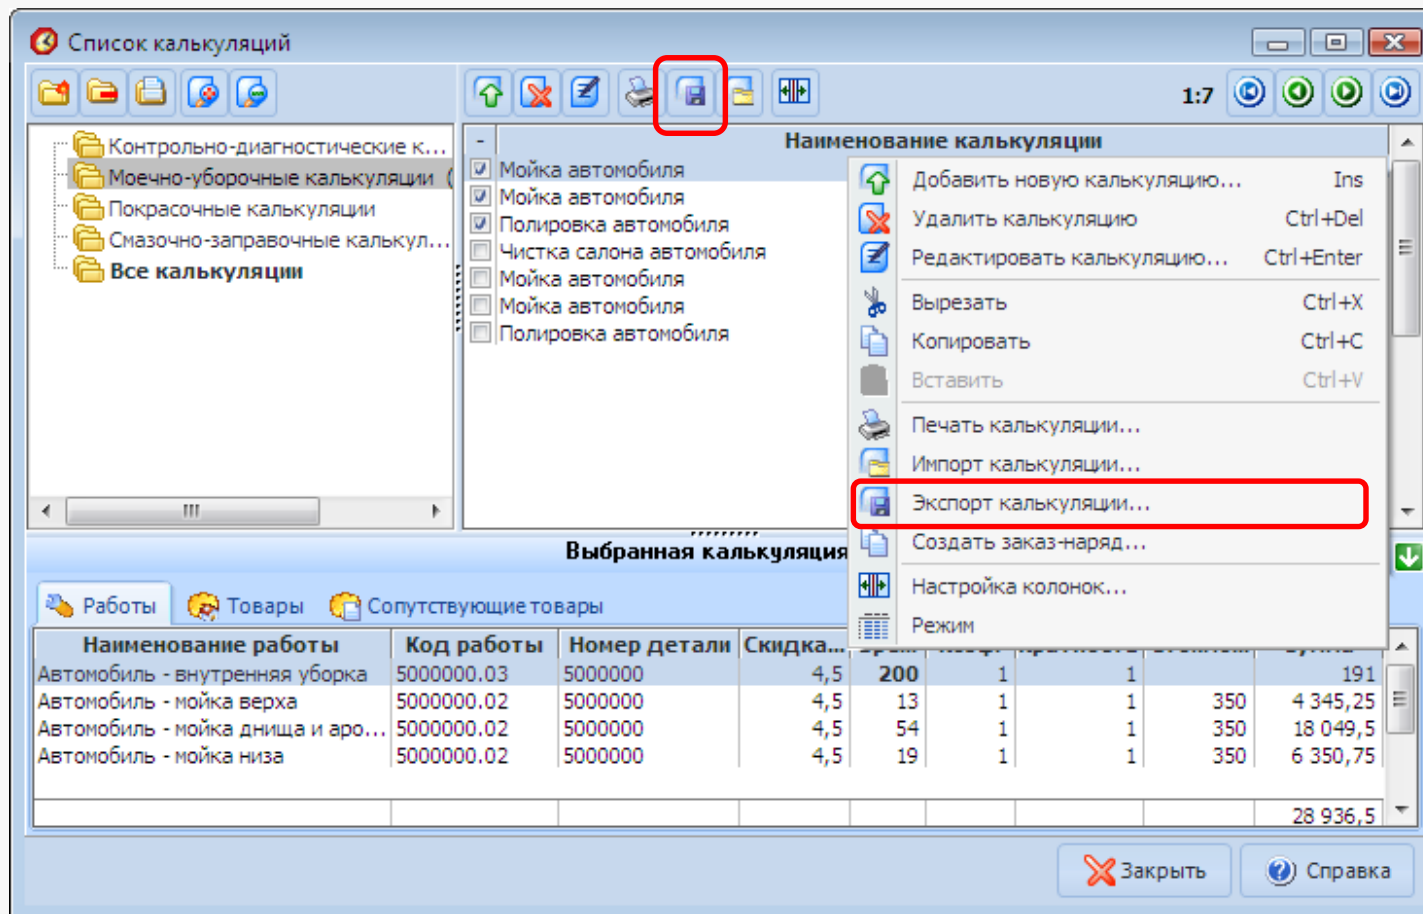 Список калькуляций
1:7
Контрольно-диагностические к...
Моечно-уборочные калькуляции (
Покрасочные калькуляции
Смазочно-заправочные калькул...
Все калькуляции
- Наименование калькуляции
Мойка автомобиля
Мойка автомобиля
Полировка автомобиля
Чистка салона автомобиля
Мойка автомобиля
Мойка автомобиля
Полировка автомобиля
Добавить новую калькуляцию... Ins
Удалить калькуляцию Ctrl+Del
Редактировать калькуляцию... Ctrl+Enter
Вырезать Ctrl+X
Копировать Ctrl+C
Вставить Ctrl+V
Печать калькуляции...
Импорт калькуляции...
Экспорт калькуляции...
Создать заказ-наряд...
Настройка колонок...
Режим
Выбранная калькуляция
Работы Товары Сопутствующие товары
Наименование работы Код работы Номер детали Скидка...
Автомобиль - внутренняя уборка 5000000.03 5000000 4,5 200 1 1 191
Автомобиль - мойка верха 5000000.02 5000000 4,5 13 1 1 350 4 345,25
Автомобиль - мойка днища и аро... 5000000.02 5000000 4,5 54 1 1 350 18 049,5
Автомобиль - мойка низа 5000000.02 5000000 4,5 19 1 1 350 6 350,75
28 936,5
Закрыть Справка